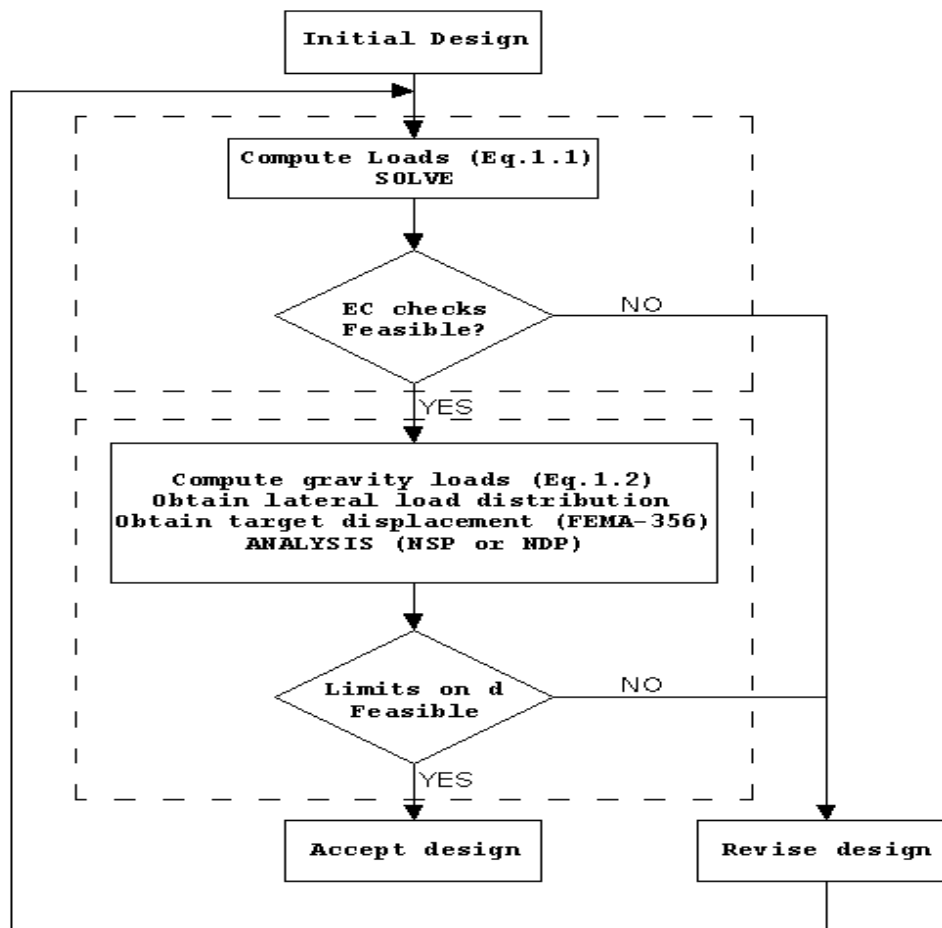 Initial Design
Compute Loads (Eq.1.1)
SOLVE
EC checks
Feasible?
NO
YES
Compute gravity loads (Eq.1.2)
Obtain lateral load distribution
Obtain target displacement (FEMA-356)
ANALYSIS (NSP or NDP)
Limits on d
Feasible
NO
YES
Accept design
Revise design